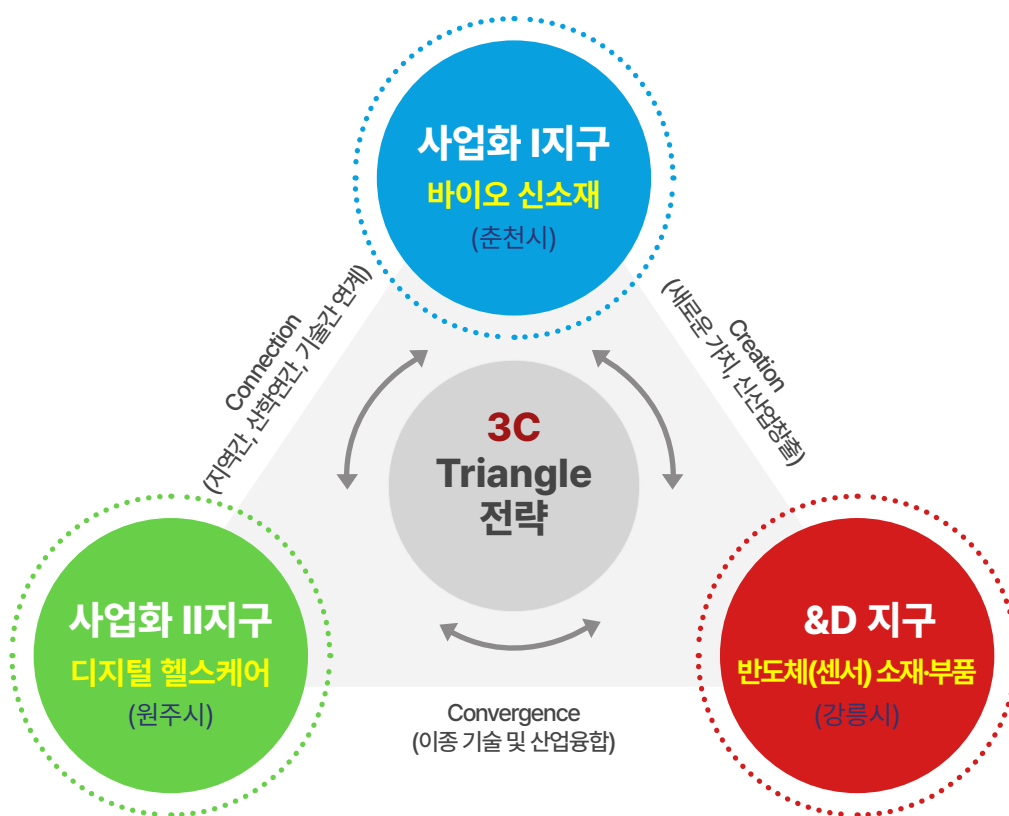 사업화 I지구
바이오 신소재
(춘천시)
Connection
(지역간, 산학연간, 기술간 연계)
Creation
(새로운 가치, 신산업창출)
3C
Triangle
전략
사업화 II지구
디지털 헬스케어
(원주시)
&D 지구
반도체(센서) 소재·부품
(강릉시)
Convergence
(이종 기술 및 산업융합)